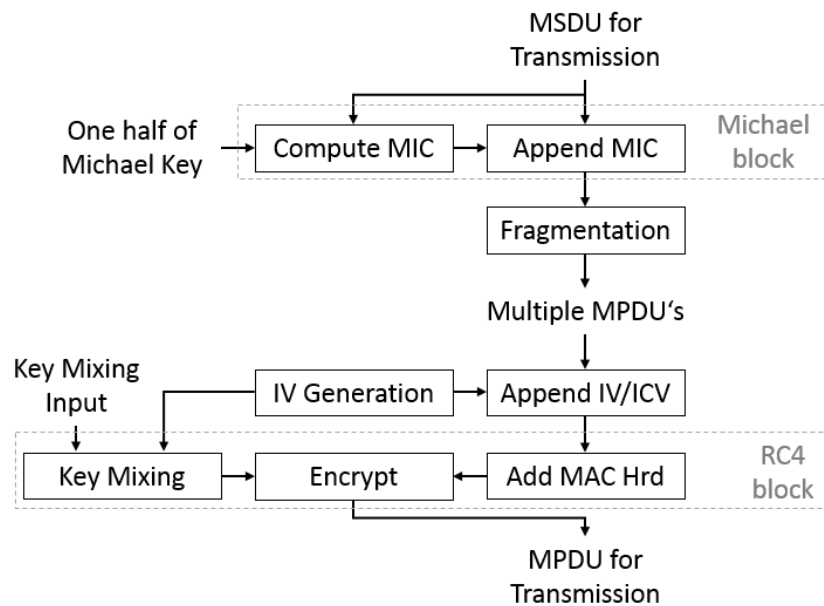 MSDU for
Transmission
One half of
Michael Key
Compute MIC
Append MIC
Michael
block
Fragmentation
Multiple MPDU‘s
Key Mixing
Input
IV Generation
Append IV/ICV
Key Mixing
Encrypt
Add MAC Hrd
RC4
block
MPDU for
Transmission